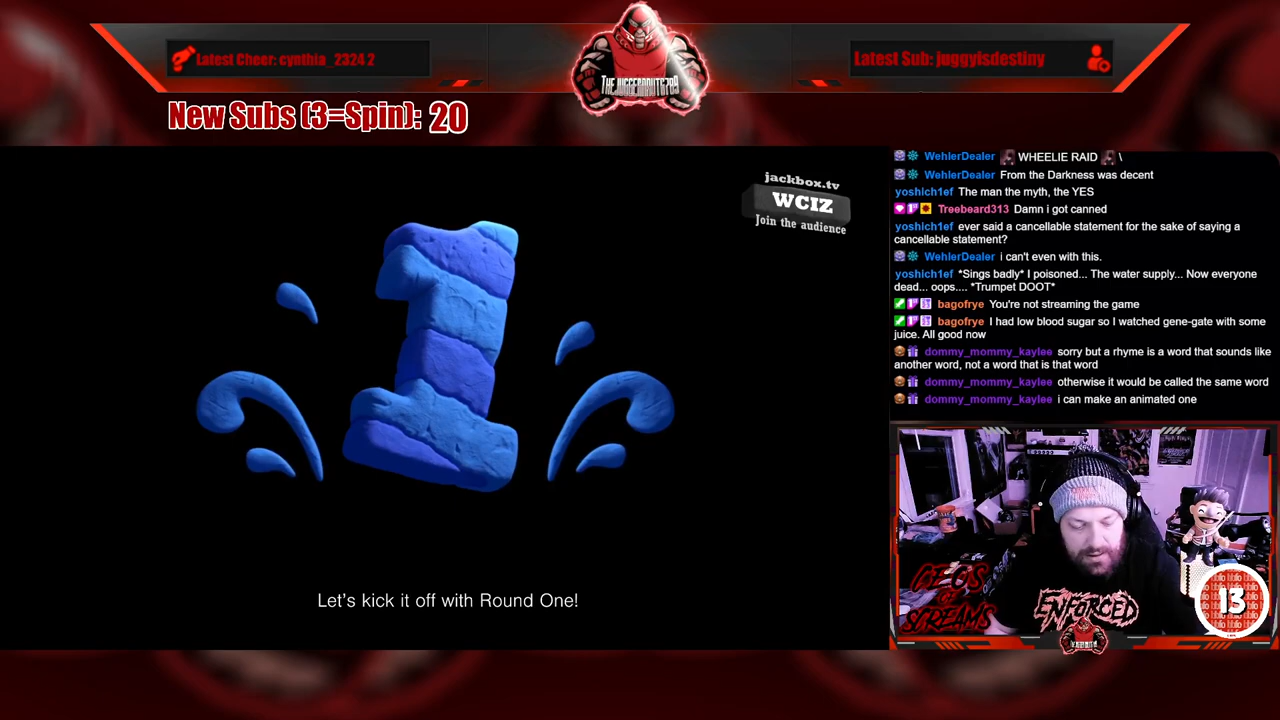 Latest Cheer: cynthia_2324 2
THEJUGGERNAUT6789
Latest Sub: juggyisdestiny
New Subs (3=Spin): 20
jackbox.tv
WCIZ
Join the audience
1
Let's kick it off with Round One!
WehlerDealer WHEELIE RAID \
WehlerDealer From the Darkness was decent
yoshich1ef The man the myth, the YES
Treebeard313 Damn i got canned
yoshich1ef ever said a cancellable statement for the sake of saying a
cancellable statement?
WehlerDealer i can't even with this.
yoshich1ef *Sings badly* I poisoned... The water supply... Now everyone
dead... oops.... *Trumpet DOOT*
bagofrye You're not streaming the game
bagofrye I had low blood sugar so I watched gene-gate with some
juice. All good now
dommy_mommy_kaylee sorry but a rhyme is a word that sounds like
another word, not a word that is that word
dommy_mommy_kaylee otherwise it would be called the same word
dommy_mommy_kaylee i can make an animated one
SCREAMS
ENFORCED
13